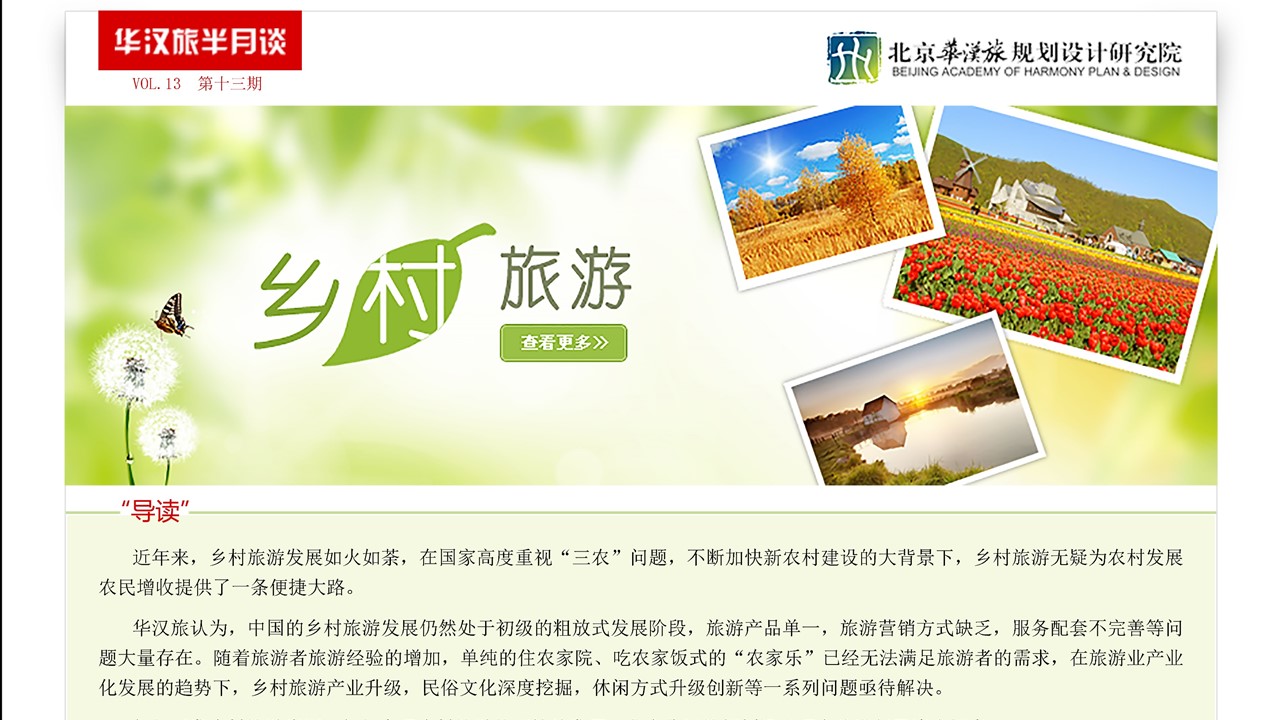 华汉旅半月谈
VOL.13 第十三期
北京華漢旅规划设计研究院
BEIJING ACADEMY OF HARMONY PLAN & DESIGN
乡村旅游
查看更多>>
“导读”
近年来，乡村旅游发展如火如荼，在国家高度重视“三农”问题，不断加快新农村建设的大背景下，乡村旅游无疑为农村发展
农民增收提供了一条便捷大路。
华汉旅认为，中国的乡村旅游发展仍然处于初级的粗放式发展阶段，旅游产品单一，旅游营销方式缺乏，服务配套不完善等问
题大量存在。随着旅游者旅游经验的增加，单纯的住农家院、吃农家饭式的“农家乐”已经无法满足旅游者的需求，在旅游业产业
化发展的趋势下，乡村旅游产业升级，民俗文化深度挖掘，休闲方式升级创新等一系列问题亟待解决。